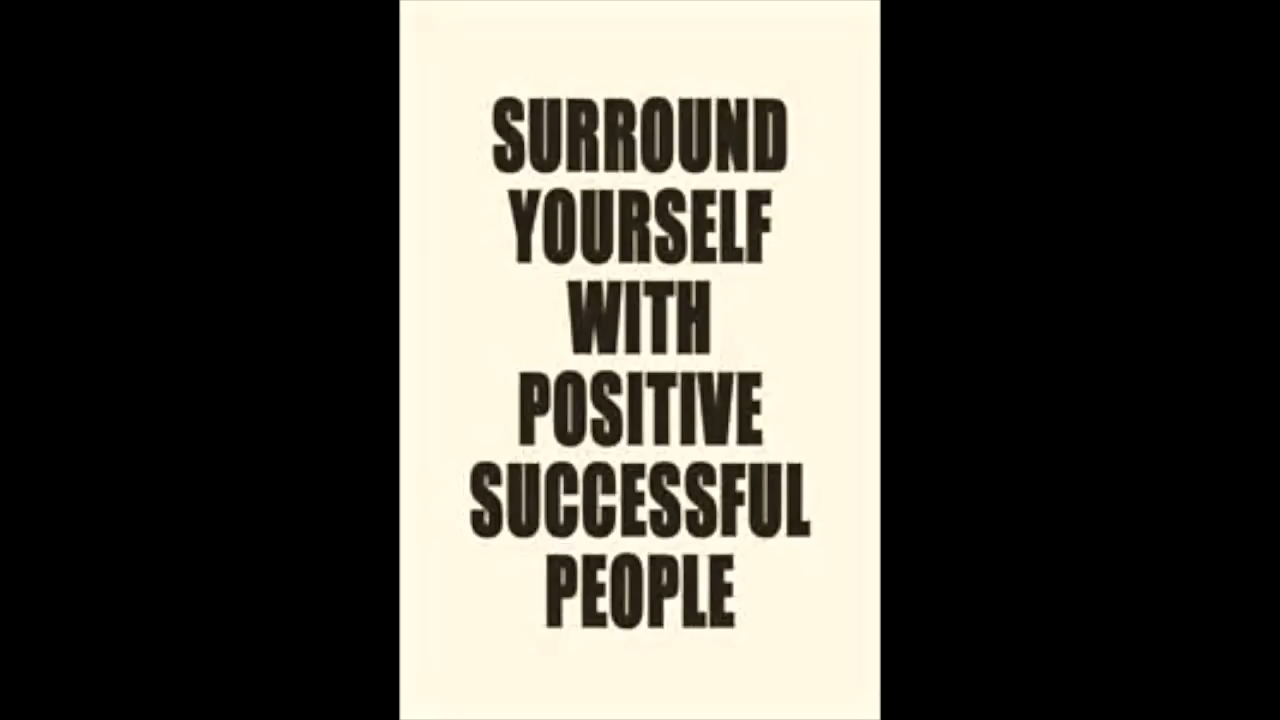 SURROUND
YOURSELF
WITH
POSITIVE
SUCCESSFUL
PEOPLE